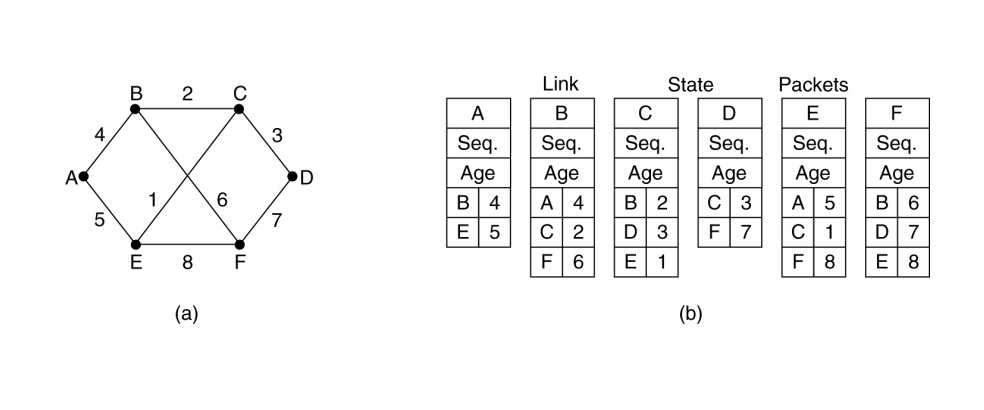 B 2 C
4 3
A D
1 6
5 7
E 8 F
(a)
Link State Packets
A B C D E F
Seq. Seq. Seq. Seq. Seq. Seq.
Age Age Age Age Age Age
B 4 A 4 B 2 C 3 A 5 B 6
E 5 C 2 D 3 F 7 C 1 D 7
F 6 E 1 F 8 E 8
(b)